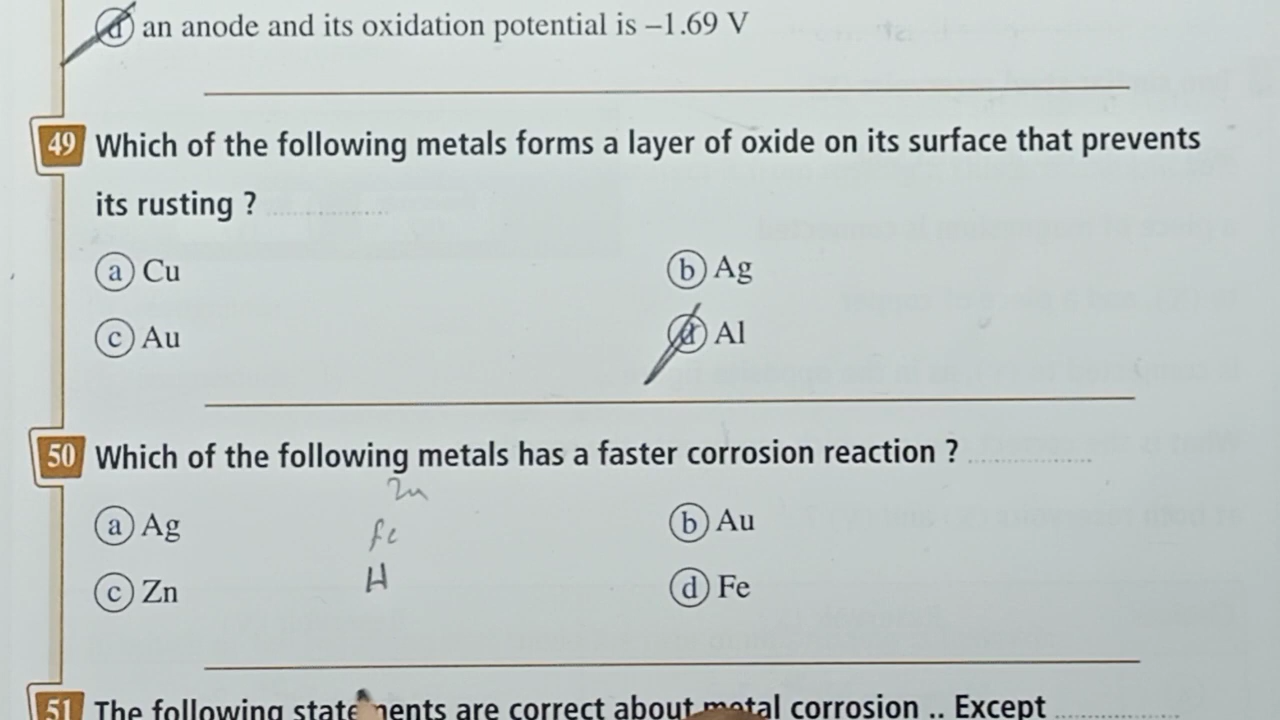 d an anode and its oxidation potential is –1.69 V
49 Which of the following metals forms a layer of oxide on its surface that prevents
its rusting ? ................
a Cu
b Ag
c Au
d Al
50 Which of the following metals has a faster corrosion reaction ? ................
Zn
a Ag
b Au
fe
H
c Zn
d Fe
51 The following statements are correct about metal corrosion .. Except ................